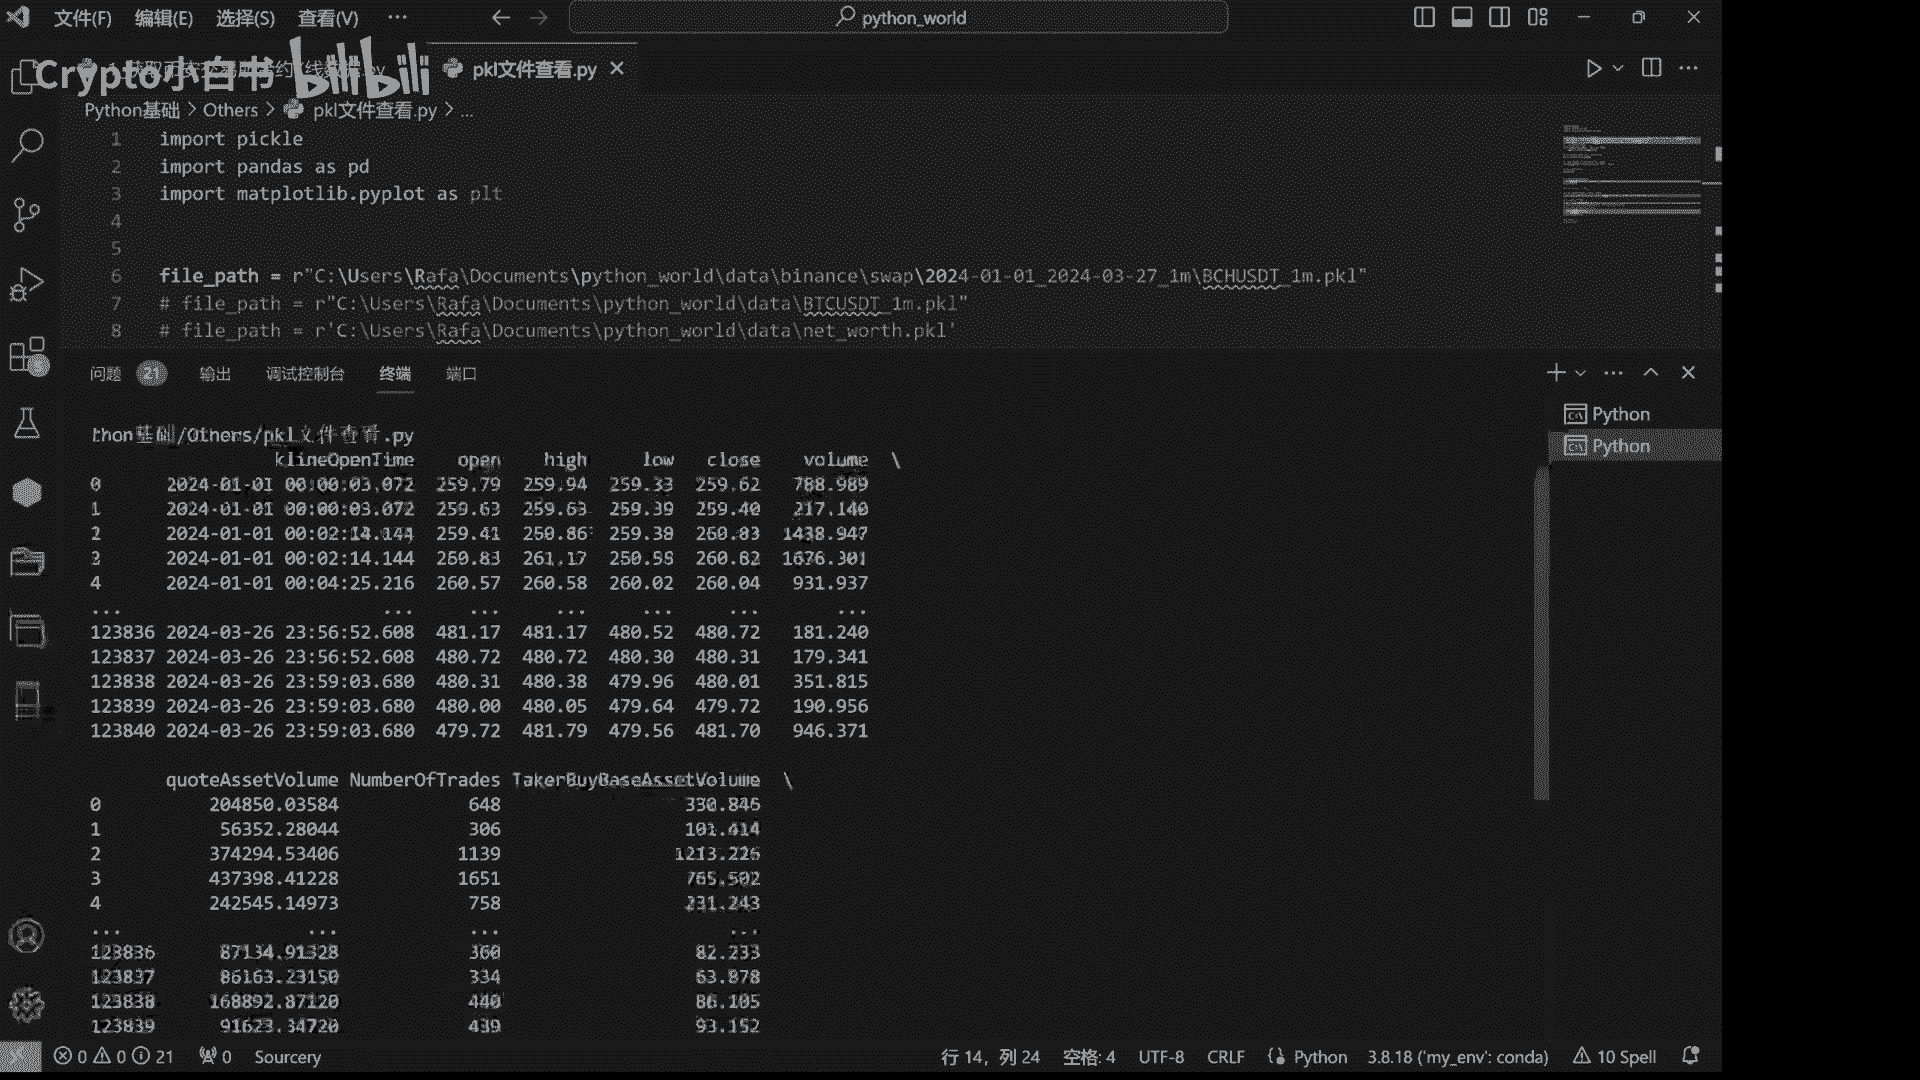 文件(F) 编辑(E) 选择(S) 查看(V) ··· python_world
Crypto小白书 bilibili
pkl文件查看.py
Python基础 > Others > pkl文件查看.py > ...
1 import pickle
2 import pandas as pd
3 import matplotlib.pyplot as plt
4
5
6 file_path = r"C:\Users\Rafa\Documents\python_world\data\binance\swap\2024-01-01_2024-03-27_1m\BCHUSDT_1m.pkl"
7 # file_path = r"C:\Users\Rafa\Documents\python_world\data\BTCUSDT_1m.pkl"
8 # file_path = r'C:\Users\Rafa\Documents\python_world\data\net_worth.pkl'
问题 21 输出 调试控制台 终端 端口
Python
Python
thon基础/Others/pkl文件查看.py
klineOpenTime open high low close volume \
0 2024-01-01 00:00:03.072 259.79 259.94 259.33 259.62 788.989
1 2024-01-01 00:00:03.072 259.63 259.63 259.39 259.40 217.140
2 2024-01-01 00:02:14.144 259.41 259.39 1438.947
3 2024-01-01 00:02:14.144 260.83 261.17
4 2024-01-01 00:04:25.216 260.57 260.58 260.02 260.04 931.937
... ... ... ... ... ... ...
123836 2024-03-26 23:56:52.608 481.17 481.17 480.52 480.72 181.240
123837 2024-03-26 23:56:52.608 480.72 480.72 480.30 480.31 179.341
123838 2024-03-26 23:59:03.680 480.31 480.38 479.96 480.01 351.815
123839 2024-03-26 23:59:03.680 480.00 480.05 479.64 479.72 190.956
123840 2024-03-26 23:59:03.680 479.72 481.79 479.56 481.70 946.371
quoteAssetVolume NumberOfTrades TakerBuyBaseAssetVolume \
0 204850.03584 648 330.846
1 56352.28044 306 101.414
2 374294.53406 1139 1213.226
3 437398.41228 1651 765.502
4 242545.14973 758 231.243
... ... ... ...
123836 87134.91328 360 82.233
123837 86163.23150 334 63.878
123838 168892.87120 440 86.105
123839 91623.34720 439 93.152
0 0 21 0 Sourcery 行 14，列 24 空格: 4 UTF-8 CRLF Python 3.8.18 ('my_env': conda) 10 Spell